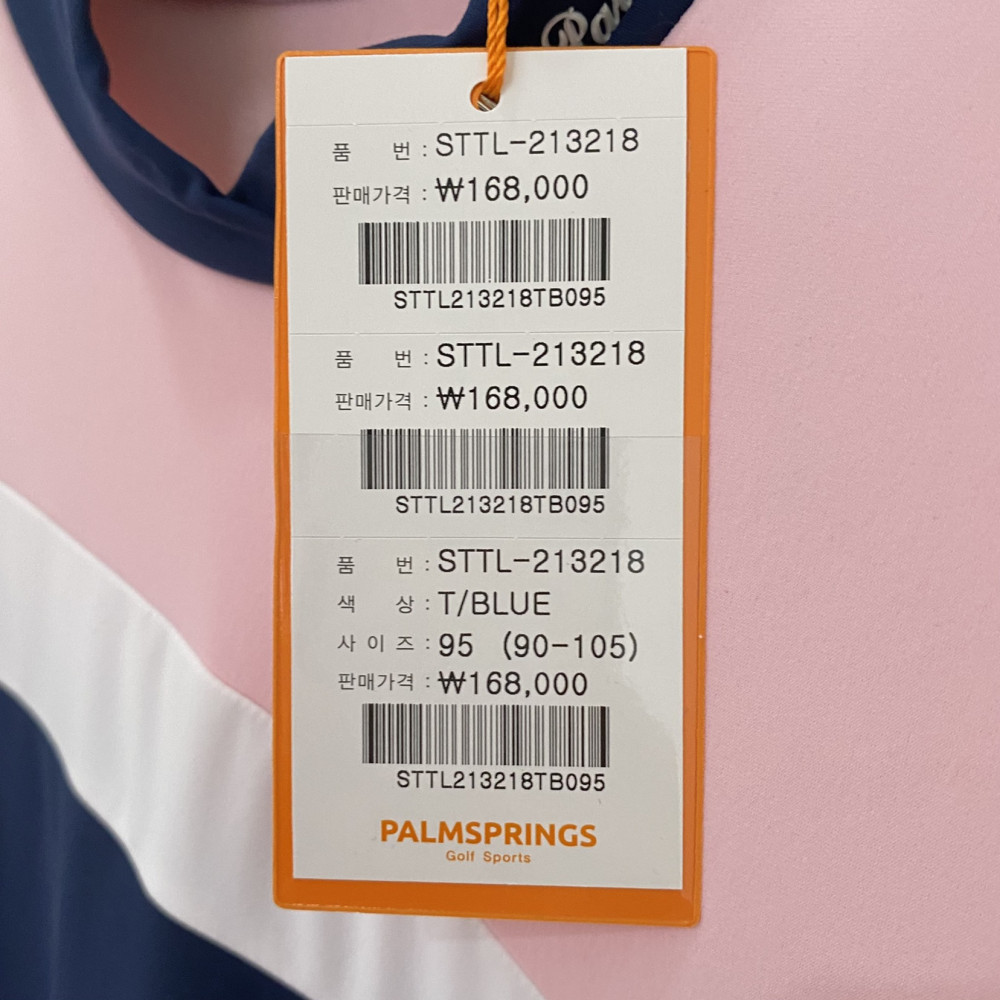 품 번 : STTL-213218
판매가격 : ₩168,000
STTL213218TB095
품 번 : STTL-213218
판매가격 : ₩168,000
STTL213218TB095
품 번 : STTL-213218
색 상 : T/BLUE
사 이 즈 : 95 (90-105)
판매가격 : ₩168,000
STTL213218TB095
PALMSPRINGS
Golf Sports